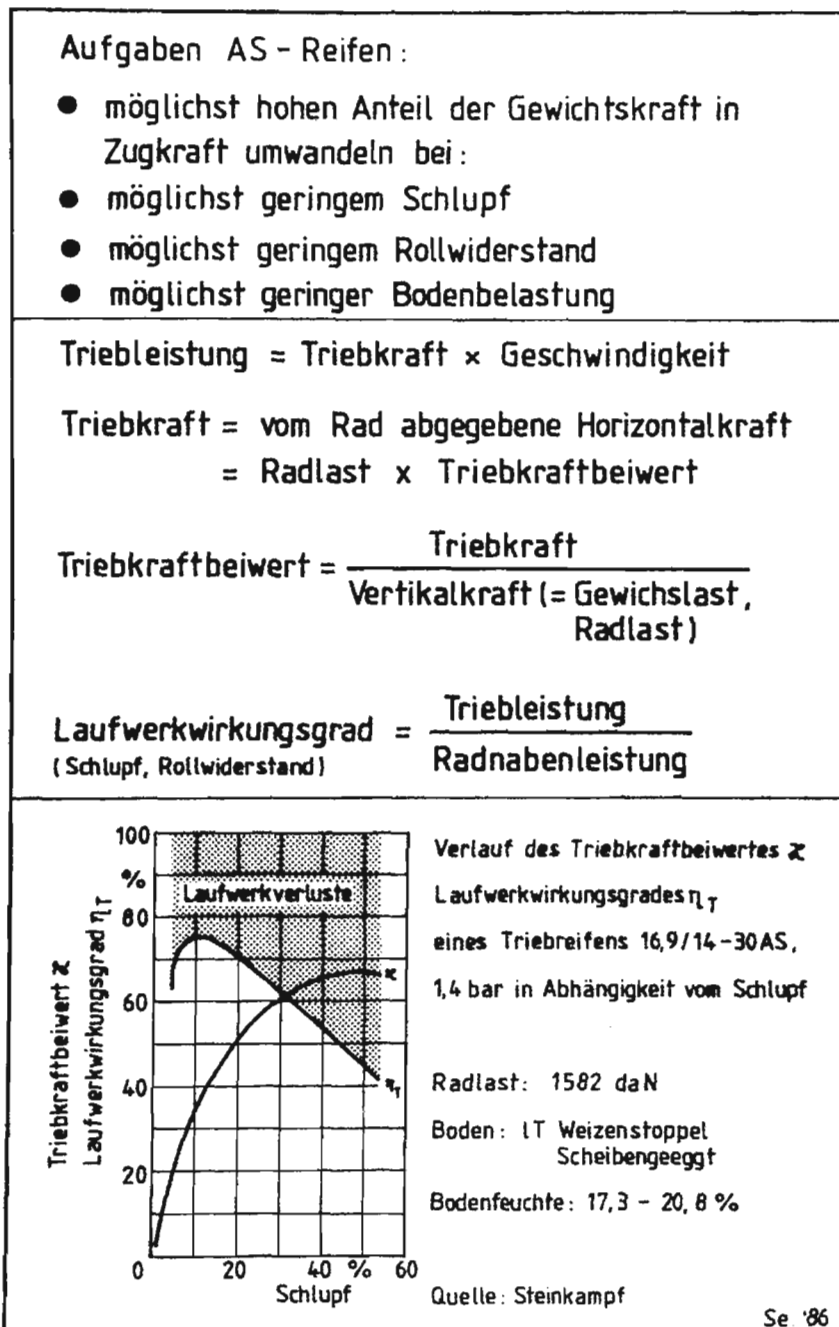 Aufgaben AS-Reifen:
● möglichst hohen Anteil der Gewichtskraft in
Zugkraft umwandeln bei:
● möglichst geringem Schlupf
● möglichst geringem Rollwiderstand
● möglichst geringer Bodenbelastung
Triebleistung = Triebkraft × Geschwindigkeit
Triebkraft = vom Rad abgegebene Horizontalkraft
= Radlast x Triebkraftbeiwert
Triebkraftbeiwert = Triebkraft
Vertikalkraft (= Gewichslast,
Radlast)
Laufwerkwirkungsgrad = Triebleistung
(Schlupf, Rollwiderstand) Radnabenleistung
Triebkraftbeiwert ϰ
Laufwerkwirkungsgrad η_T
100
%
80
60
40
20
0 20 40 % 60
Schlupf
Laufwerkverluste
ϰ
η_T
Verlauf des Triebkraftbeiwertes ϰ
Laufwerkwirkungsgrades η_T
eines Triebreifens 16,9/14-30AS,
1,4 bar in Abhängigkeit vom Schlupf
Radlast: 1582 daN
Boden: lT Weizenstoppel
Scheibengeeggt
Bodenfeuchte: 17,3 - 20,8 %
Quelle: Steinkampf
Se. '86